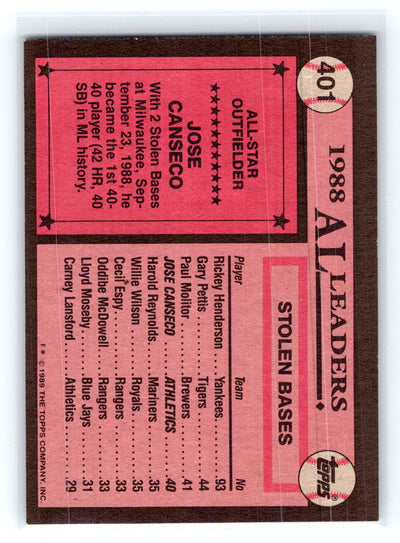 401
1988 AL LEADERS
topps®
ALL-STAR
OUTFIELDER
JOSE
CANSECO
With 2 Stolen Bases
at Milwaukee, Sep-
tember 23, 1988, he
became the 1st 40-
40 player (42 HR, 40
SB) in ML history.
STOLEN BASES
Player Team No
Rickey Henderson Yankees 93
Gary Pettis Tigers 44
Paul Molitor Brewers 41
JOSE CANSECO ATHLETICS 40
Harold Reynolds Mariners 35
Willie Wilson Royals 35
Cecil Espy Rangers 33
Oddibe McDowell Rangers 33
Lloyd Moseby Blue Jays 31
Carney Lansford Athletics 29
F* © 1989 THE TOPPS COMPANY, INC.